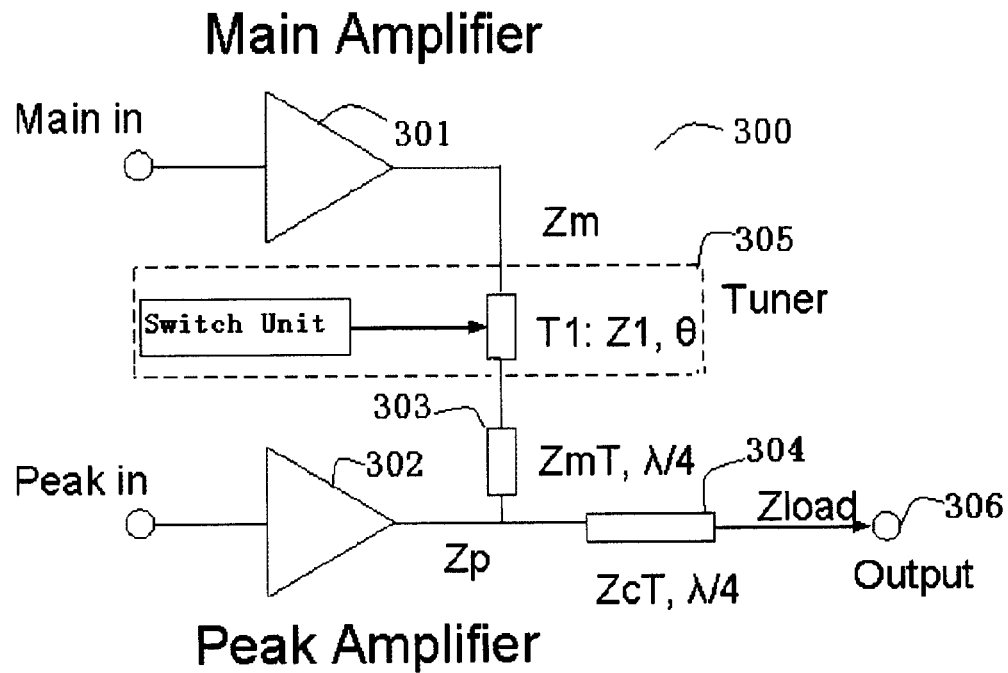 Main Amplifier
Main in
301
300
Zm
305
Tuner
Switch Unit
T1: Z1, θ
303
ZmT, λ/4
304
Peak in
302
Zp
Zload
306
ZcT, λ/4
Output
Peak Amplifier